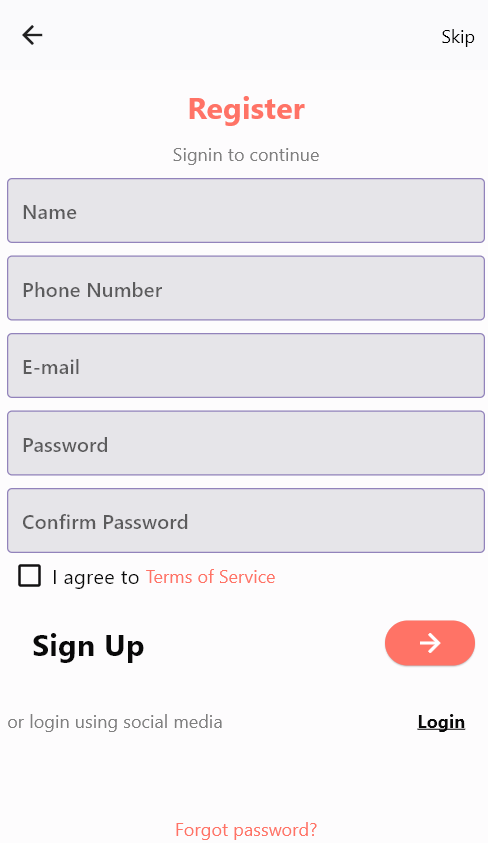 Skip
Register
Signin to continue
Name
Phone Number
E-mail
Password
Confirm Password
I agree to Terms of Service
Sign Up
or login using social media Login
Forgot password?